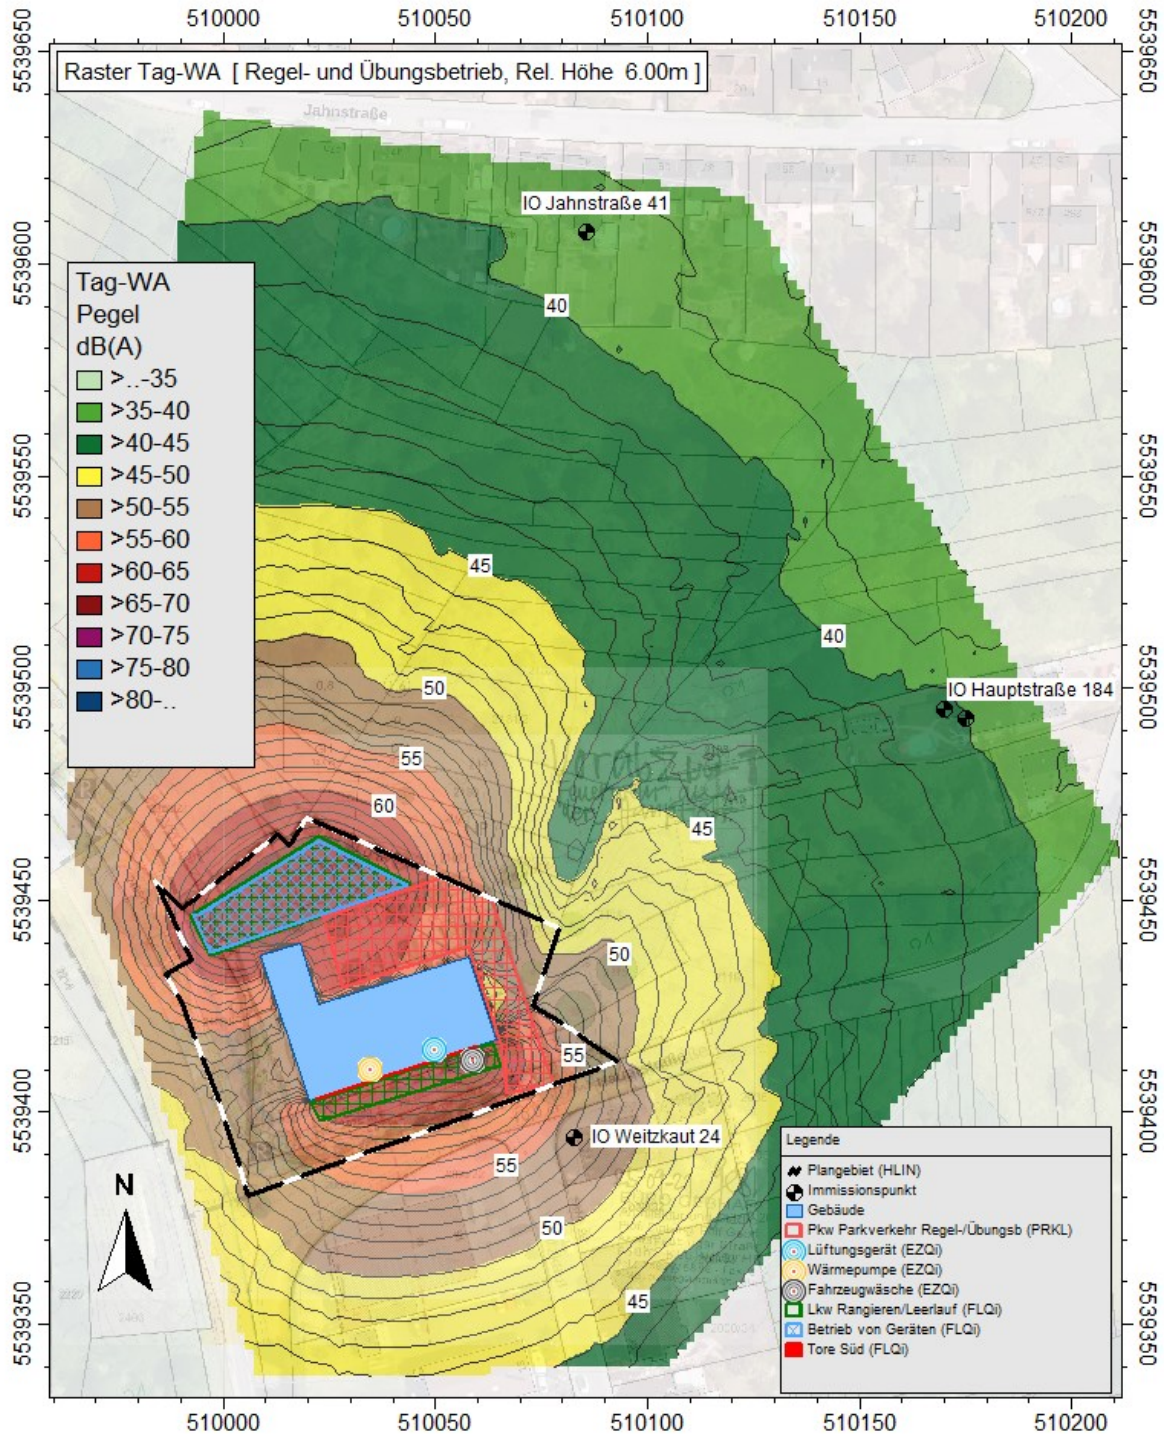 510000 510050 510100 510150 510200
5539650 5539650
Raster Tag-WA [ Regel- und Übungsbetrieb, Rel. Höhe 6.00m ]
Jahnstraße
IO Jahnstraße 41
5539600 5539600
40
Tag-WA
Pegel
dB(A)
>..-35
>35-40
>40-45
>45-50
>50-55
>55-60
>60-65
>65-70
>70-75
>75-80
>80-..
5539550 5539550
45
40
5539500 5539500
50
IO Hauptstraße 184
55
60
45
5539450 5539450
50
55
5539400 5539400
IO Weitzkaut 24
55
50
45
5539350 5539350
N
Legende
Plangebiet (HLIN)
Immissionspunkt
Gebäude
Pkw Parkverkehr Regel-/Übungsb (PRKL)
Lüftungsgerät (EZQi)
Wärmepumpe (EZQi)
Fahrzeugwäsche (EZQi)
Lkw Rangieren/Leerlauf (FLQi)
Betrieb von Geräten (FLQi)
Tore Süd (FLQi)
510000 510050 510100 510150 510200